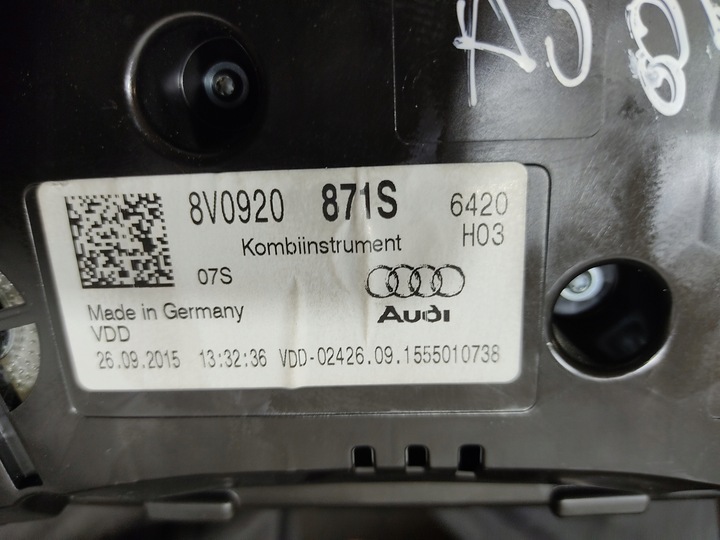 8V0920 871S 6420
Kombiinstrument H03
07S
Audi
Made in Germany
VDD
26.09.2015 13:32:36 VDD-02426.09.1555010738